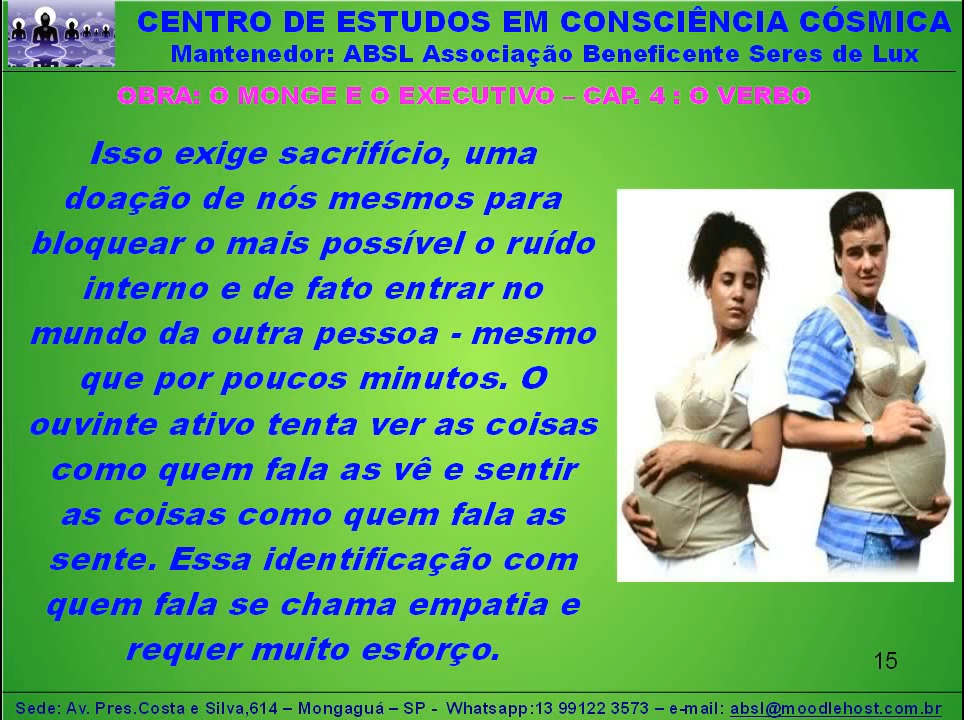 CENTRO DE ESTUDOS EM CONSCIÊNCIA CÓSMICA
Mantenedor: ABSL Associação Beneficente Seres de Lux
OBRA: O MONGE E O EXECUTIVO – CAP. 4 : O VERBO
Isso exige sacrifício, uma
doação de nós mesmos para
bloquear o mais possível o ruído
interno e de fato entrar no
mundo da outra pessoa - mesmo
que por poucos minutos. O
ouvinte ativo tenta ver as coisas
como quem fala as vê e sentir
as coisas como quem fala as
sente. Essa identificação com
quem fala se chama empatia e
requer muito esforço.
15
Sede: Av. Pres.Costa e Silva,614 – Mongaguá – SP - Whatsapp:13 99122 3573 – e-mail: absl@moodlehost.com.br